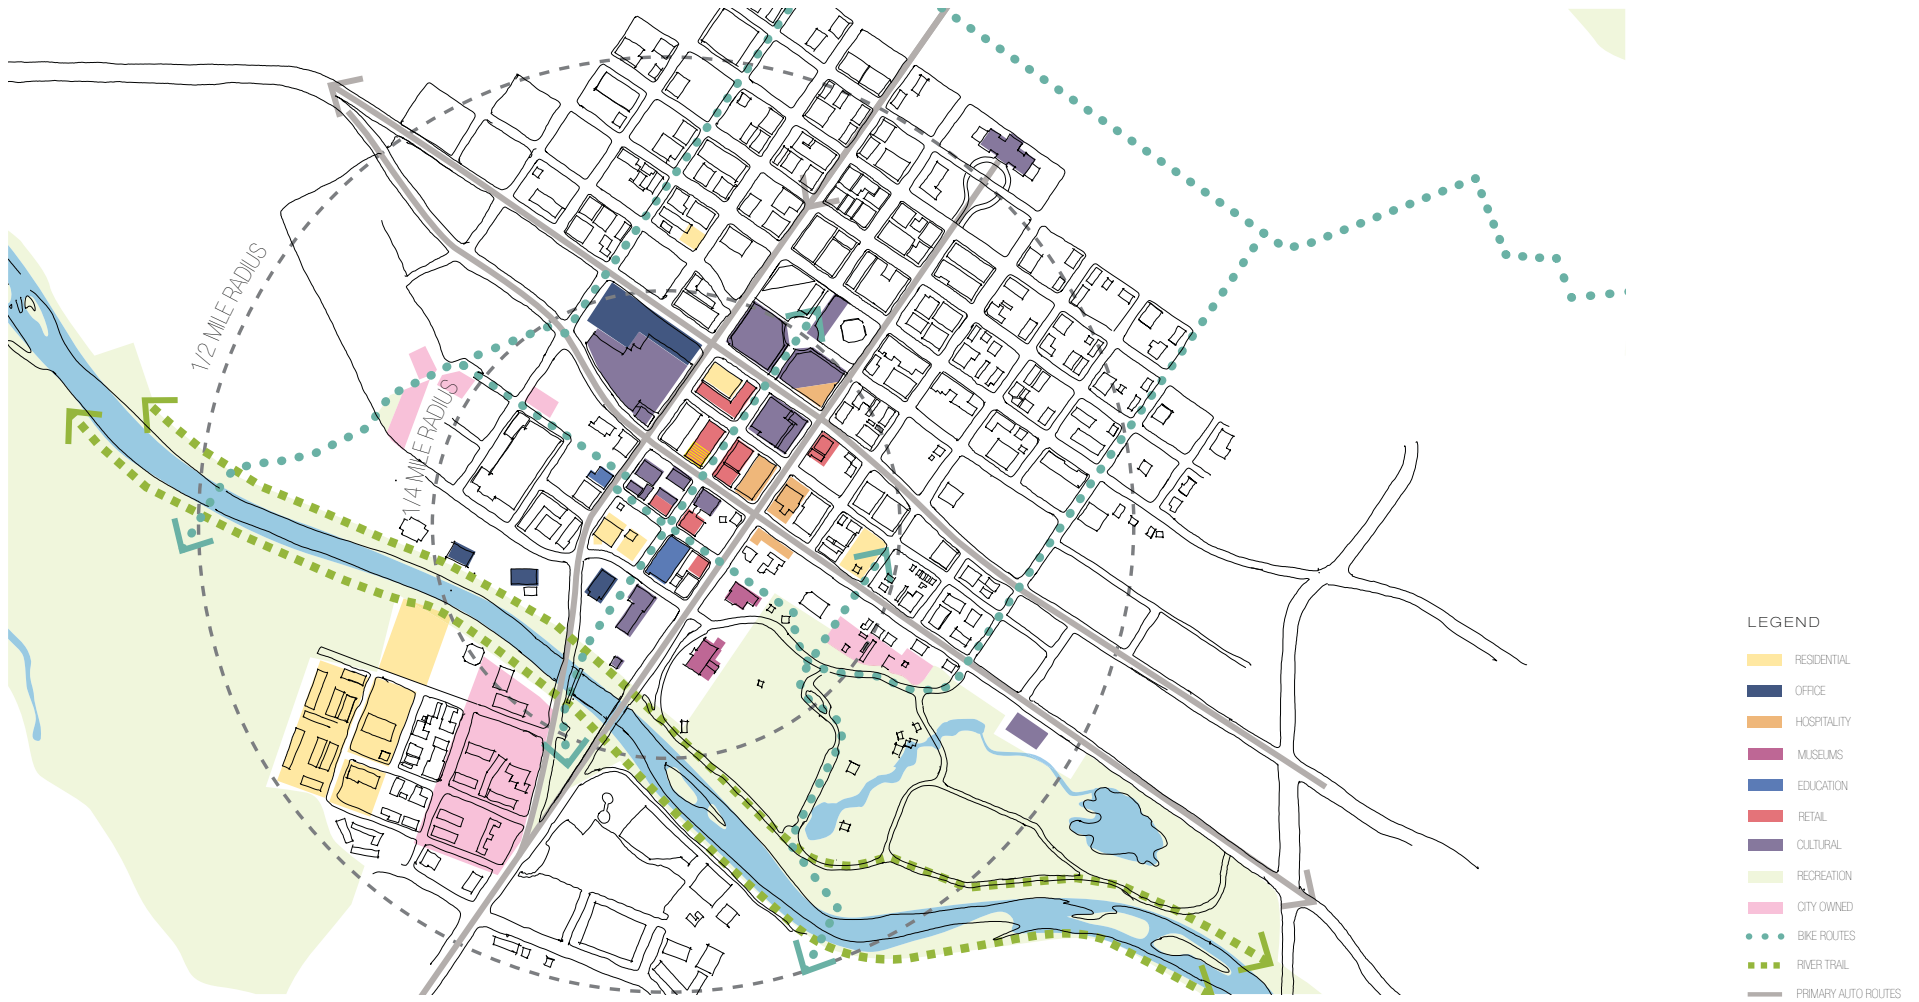 1/2 MILE RADIUS
1/4 MILE RADIUS
LEGEND
RESIDENTIAL
OFFICE
HOSPITALITY
MUSEUMS
EDUCATION
RETAIL
CULTURAL
RECREATION
CITY OWNED
BIKE ROUTES
RIVER TRAIL
PRIMARY AUTO ROUTES